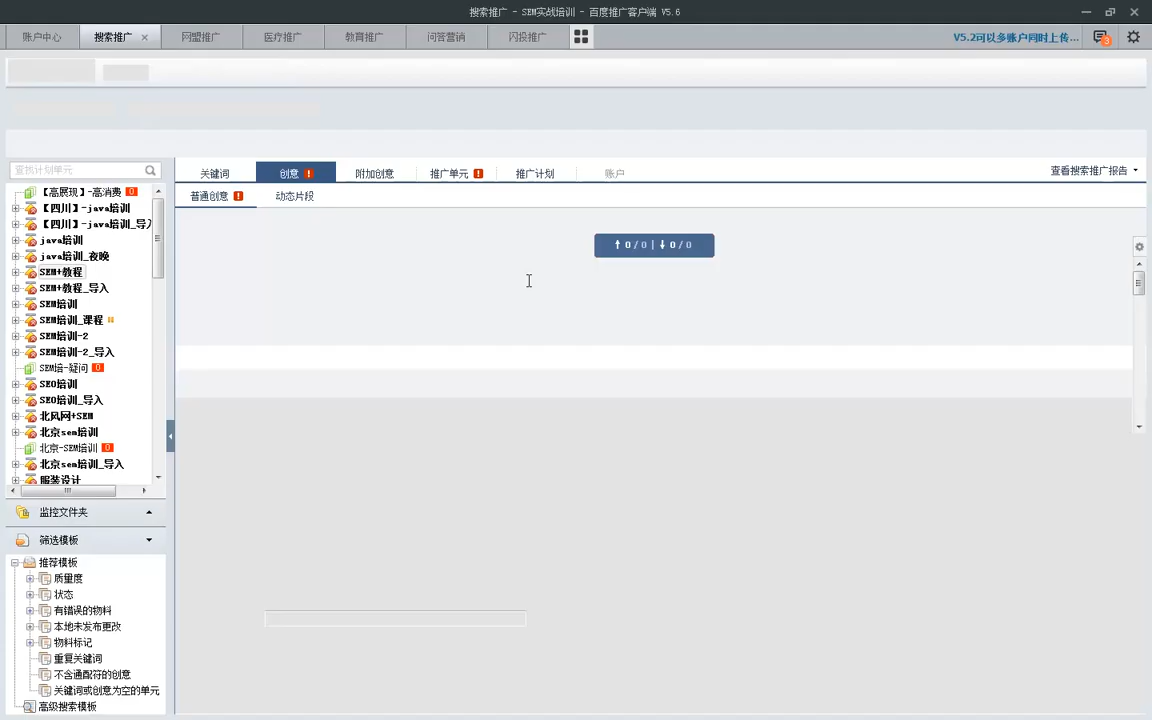 搜索推广 - SEM实战培训 - 百度推广客户端 V5.6
账户中心
搜索推广
网盟推广
医疗推广
教育推广
问答营销
闪投推广
V5.2可以多账户同时上传...
3
查找计划单元
关键词
创意
附加创意
推广单元
推广计划
账户
查看搜索推广报告
普通创意
动态片段
0/0 | 0/0
【高展现】-高消费 0
【四川】-java培训
【四川】-java培训_导入
java培训
java培训_夜晚
SEM+教程
SEM+教程_导入
SEM培训
SEM培训_课程
SEM培训-2
SEM培训-2_导入
SEM培-疑问 0
SEO培训
SEO培训_导入
北风网+SEM
北京sem培训
北京-SEM培训 0
北京sem培训_导入
服装设计
监控文件夹
筛选模板
推荐模板
质量度
状态
有错误的物料
本地未发布更改
物料标记
重复关键词
不含通配符的创意
关键词或创意为空的单元
高级搜索模板